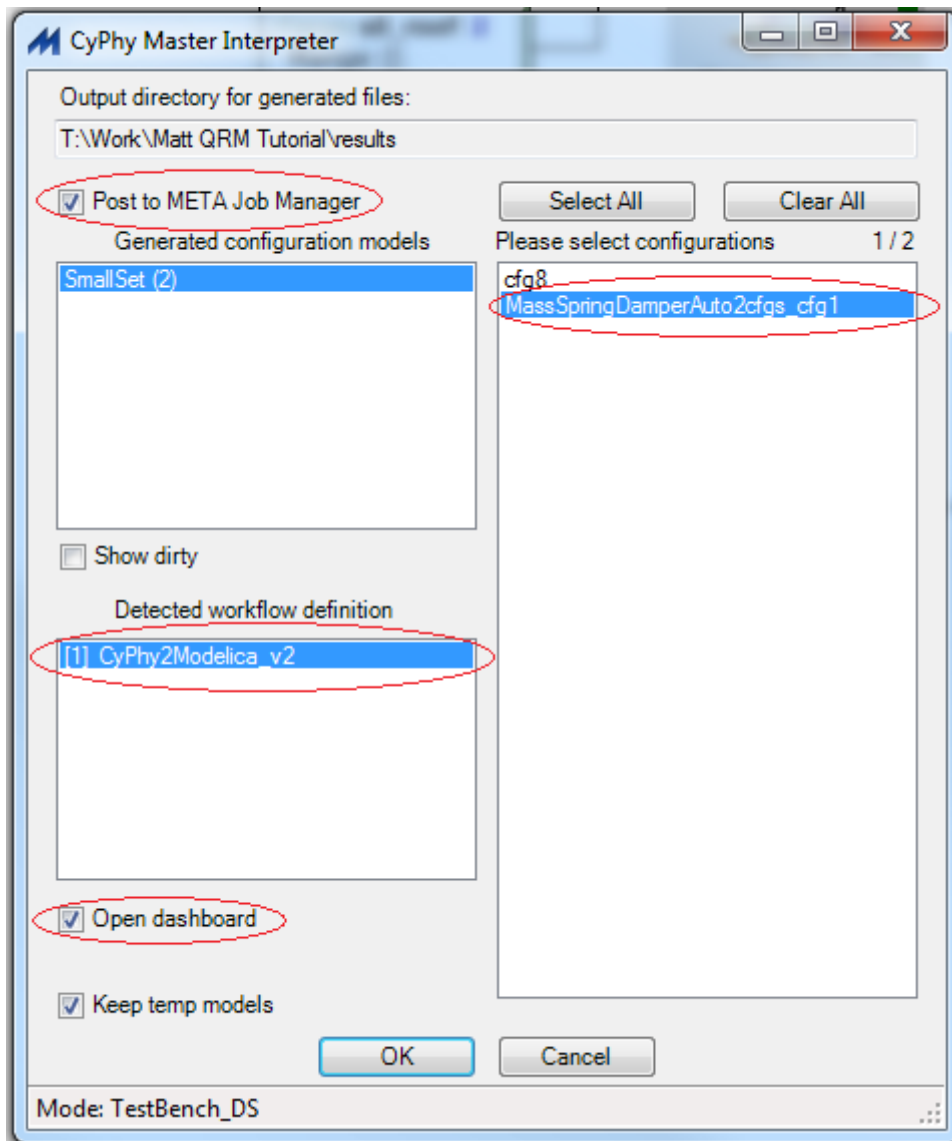 CyPhy Master Interpreter
Output directory for generated files:
T:\Work\Matt QRM Tutorial\results
Post to META Job Manager
Select All
Clear All
Generated configuration models
Please select configurations 1 / 2
SmallSet (2)
cfg8
MassSpringDamperAuto2cfgs_cfg1
Show dirty
Detected workflow definition
[1] CyPhy2Modelica_v2
Open dashboard
Keep temp models
OK
Cancel
Mode: TestBench_DS